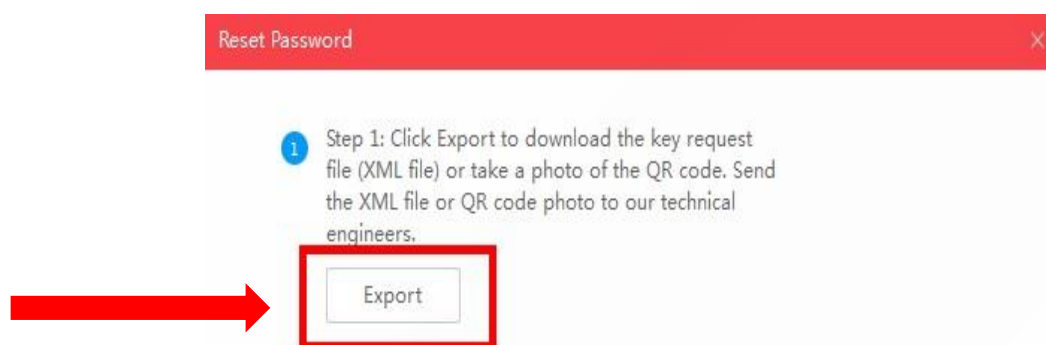 Reset Password
1
Step 1: Click Export to download the key request
file (XML file) or take a photo of the QR code. Send
the XML file or QR code photo to our technical
engineers.
Export